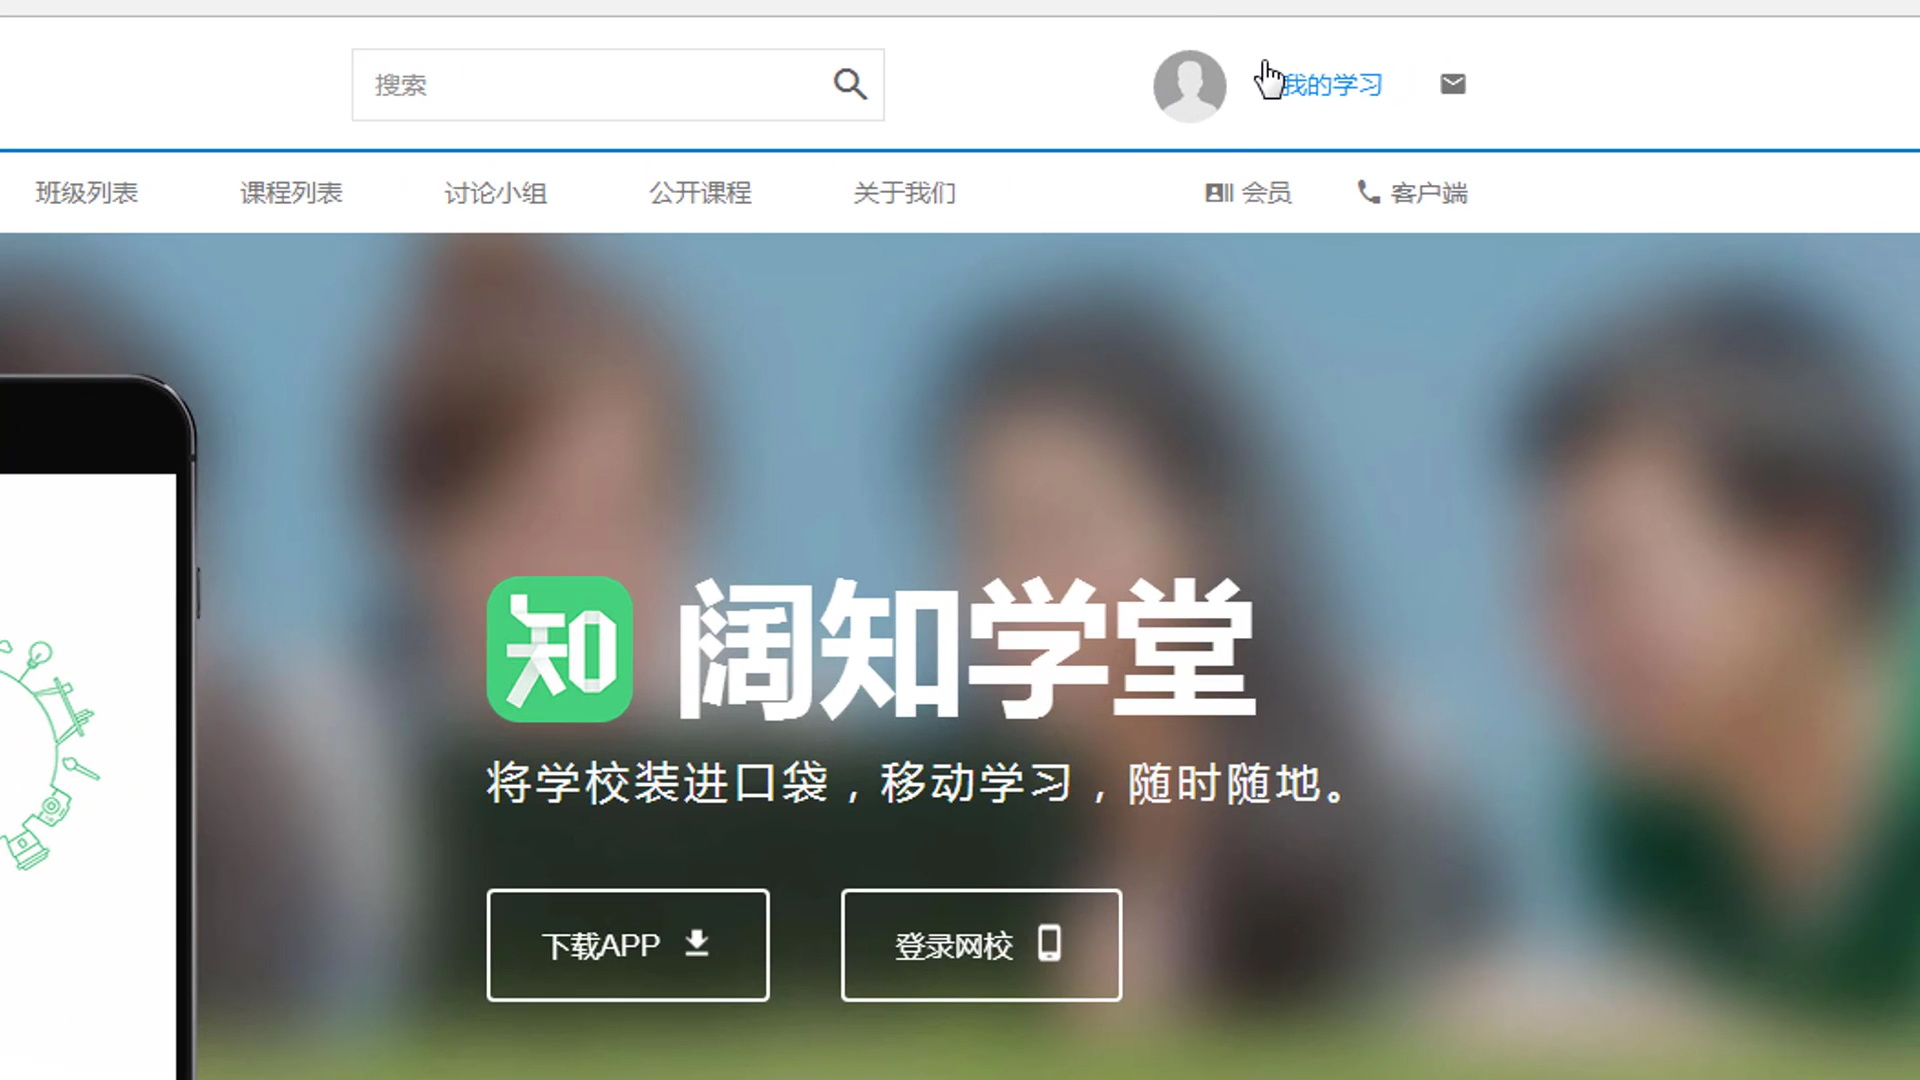 搜索
我的学习
班级列表 课程列表 讨论小组 公开课程 关于我们 会员 客户端
知 阔知学堂
将学校装进口袋，移动学习，随时随地。
下载APP 登录网校